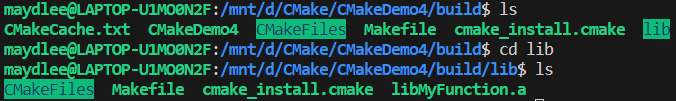 maydlee@LAPTOP-U1MO0N2F:/mnt/d/CMake/CMakeDemo4/build$ ls
CMakeCache.txt CMakeDemo4 CMakeFiles Makefile cmake_install.cmake lib
maydlee@LAPTOP-U1MO0N2F:/mnt/d/CMake/CMakeDemo4/build$ cd lib
maydlee@LAPTOP-U1MO0N2F:/mnt/d/CMake/CMakeDemo4/build/lib$ ls
CMakeFiles Makefile cmake_install.cmake libMyFunction.a